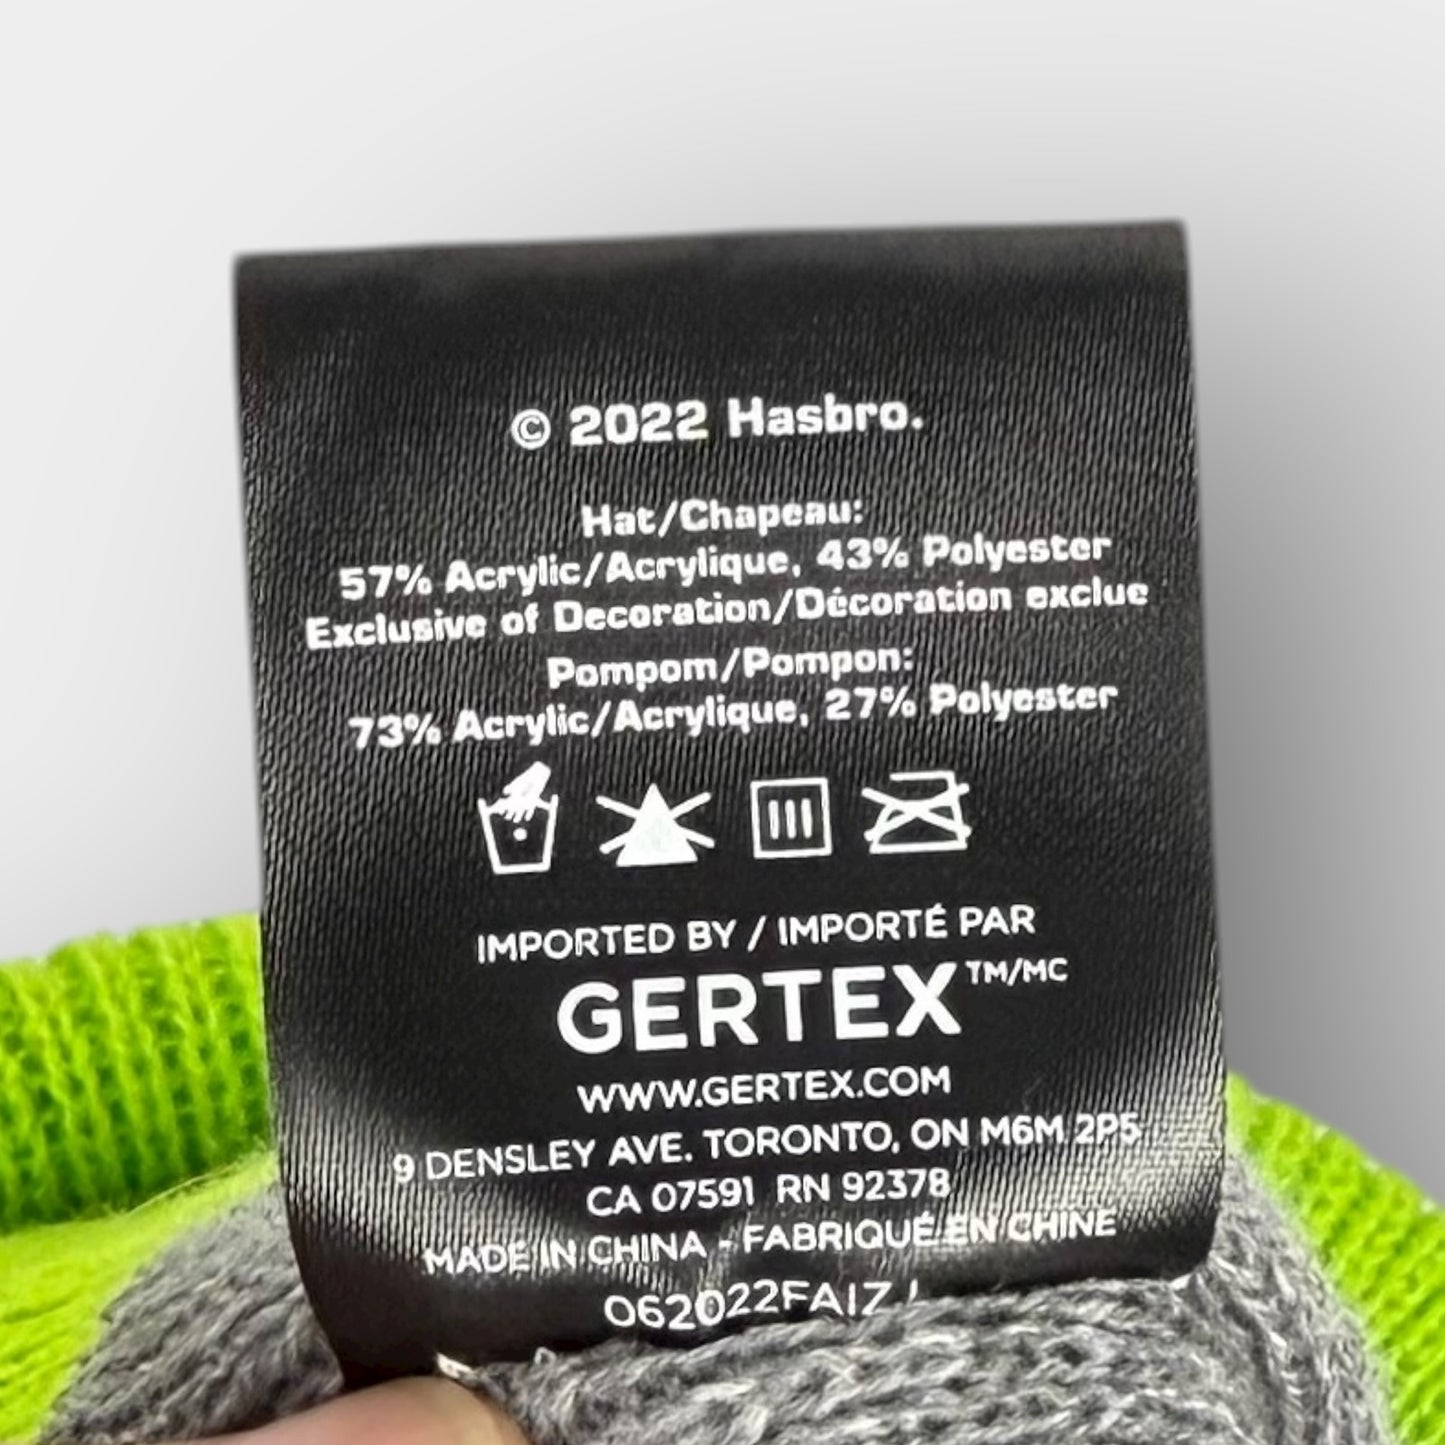 © 2022 Hasbro.
Hat/Chapeau:
57% Acrylic/Acrylique, 43% Polyester
Exclusive of Decoration/Décoration exclue
Pompom/Pompon:
73% Acrylic/Acrylique, 27% Polyester
IMPORTED BY / IMPORTÉ PAR
GERTEX TM/MC
WWW.GERTEX.COM
9 DENSLEY AVE. TORONTO, ON M6M 2P5
CA 07591 RN 92378
MADE IN CHINA - FABRIQUÉ EN CHINE